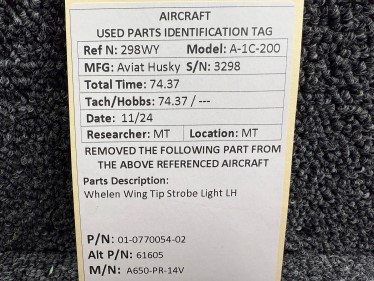 AIRCRAFT
USED PARTS IDENTIFICATION TAG
Ref N: 298WY Model: A-1C-200
MFG: Aviat Husky S/N: 3298
Total Time: 74.37
Tach/Hobbs: 74.37 / ---
Date: 11/24
Researcher: MT Location: MT
REMOVED THE FOLLOWING PART FROM
THE ABOVE REFERENCED AIRCRAFT
Parts Description:
Whelen Wing Tip Strobe Light LH
P/N: 01-0770054-02
Alt P/N: 61605
M/N: A650-PR-14V